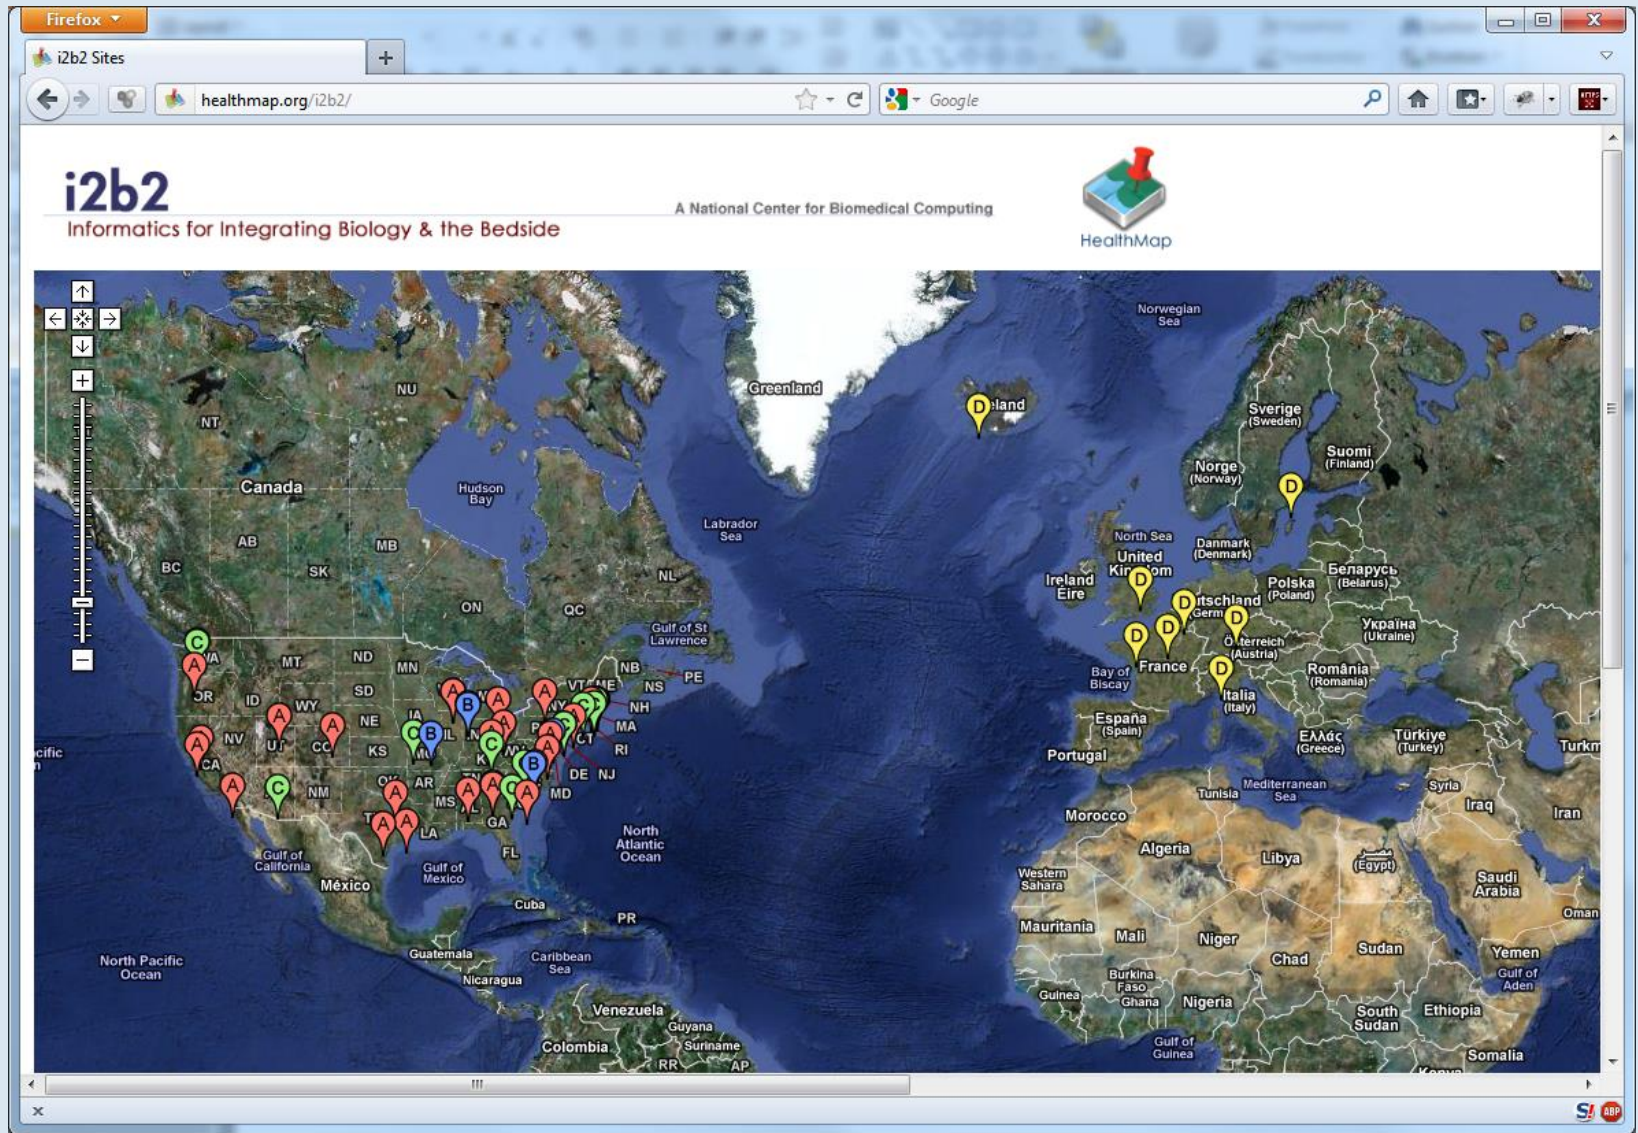 Firefox
i2b2 Sites
healthmap.org/i2b2/
Google
i2b2
Informatics for Integrating Biology & the Bedside
A National Center for Biomedical Computing
HealthMap
Norwegian
Sea
Greenland
NU
NT
D
Sverige
(Sweden)
Suomi
(Finland)
Norge
(Norway)
D
Canada
Hudson
Bay
Labrador
Sea
North Sea
Danmark
(Denmark)
AB
MB
BC
SK
NL
ON
QC
United
Ireland
Éire
D
Polska
(Poland)
Беларусь
(Belarus)
D
D
D
D
Україна
(Ukraine)
Österreich
(Austria)
Gulf of St
Lawrence
C
A
OR
ID
MT
ND
MN
SD
WY
NE
IA
NB
PE
NS
NH
MA
RI
CT
DE
NJ
MD
Bay of
Biscay
France
D
Italia
(Italy)
România
(Romania)
España
(Spain)
Portugal
Ελλάς
(Greece)
Türkiye
(Turkey)
A
A
A
A
B
A
A
A
C
B
C
B
NV
UT
KS
CA
A
C
NM
AR
MS
A
A
C
A
A
A
A
LA
GA
FL
Gulf of
California
Gulf of
Mexico
México
North
Atlantic
Ocean
Cuba
PR
Caribbean
Sea
Guatemala
Nicaragua
North Pacific
Ocean
Venezuela
Guyana
Suriname
Colombia
RR
AP
Tunisia
Mediterranean
Sea
Syria
Iraq
Iran
Morocco
Algeria
Libya
مصر
(Egypt)
Saudi
Arabia
Western
Sahara
Oman
Mauritania
Mali
Niger
Chad
Sudan
Yemen
Gulf of
Aden
Burkina
Faso
Guinea
Ghana
Nigeria
South
Sudan
Ethiopia
Gulf of
Guinea
Somalia
ABP